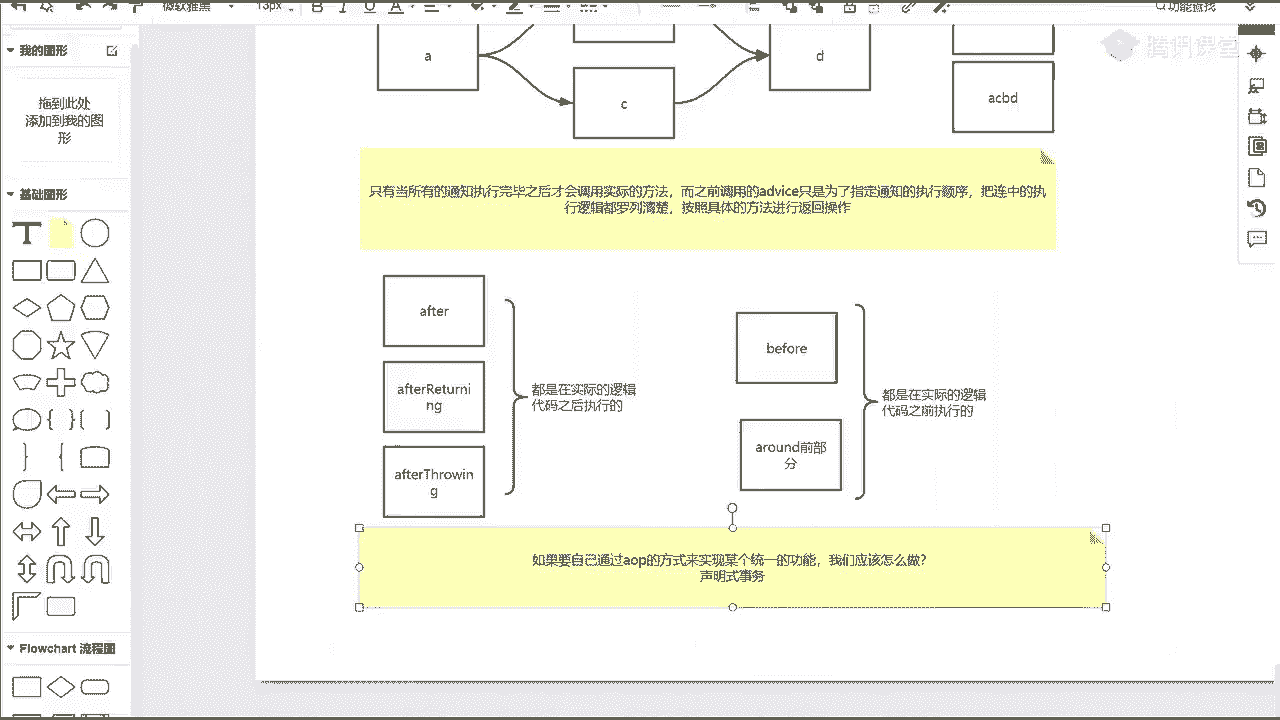 微软雅黑
13px
功能查找
我的图形
腾讯课堂
a
d
c
acbd
拖到此处
添加到我的图
形
只有当所有的通知执行完毕之后才会调用实际的方法，而之前调用的advice只是为了指定通知的执行顺序，把连中的执
行逻辑都罗列清楚，按照具体的方法进行返回操作
基础图形
after
before
afterReturni
ng
都是在实际的逻辑
代码之后执行的
都是在实际的逻辑
代码之前执行的
around前部
分
afterThrowin
g
如果要自己通过aop的方式来实现某个统一的功能，我们应该怎么做？
声明式事务
Flowchart 流程图